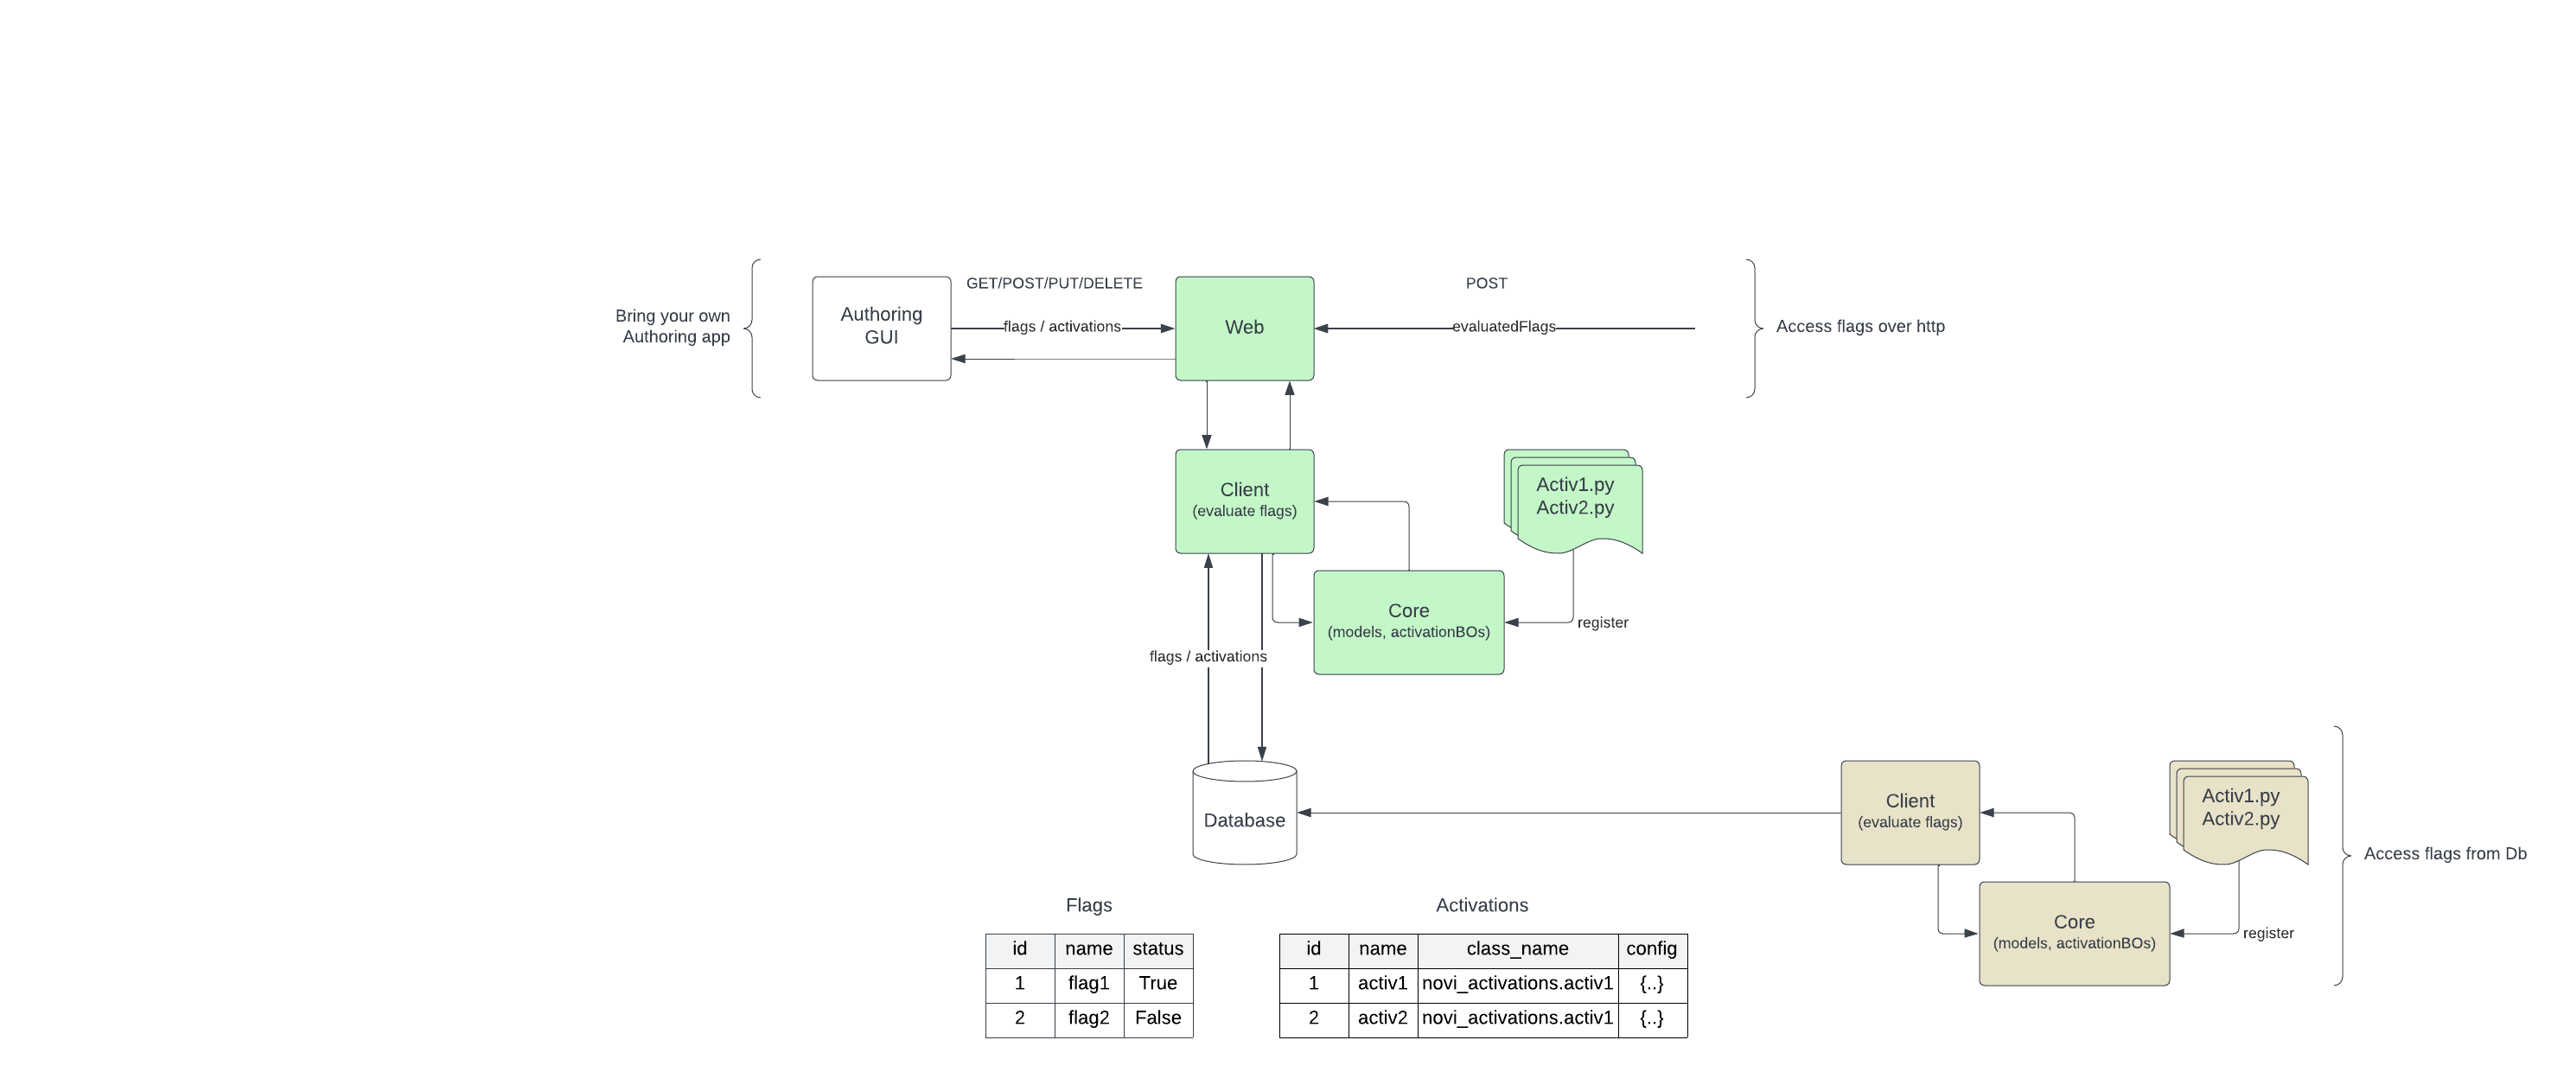 GET/POST/PUT/DELETE
POST
Bring your own
Authoring app
Authoring
GUI
flags / activations
Web
evaluatedFlags
Access flags over http
Client
(evaluate flags)
Activ1.py
Activ2.py
Core
(models, activationBOs)
register
flags / activations
Database
Client
(evaluate flags)
Activ1.py
Activ2.py
Access flags from Db
Core
(models, activationBOs)
register
Flags
id name status
1 flag1 True
2 flag2 False
Activations
id name class_name config
1 activ1 novi_activations.activ1 {..}
2 activ2 novi_activations.activ1 {..}